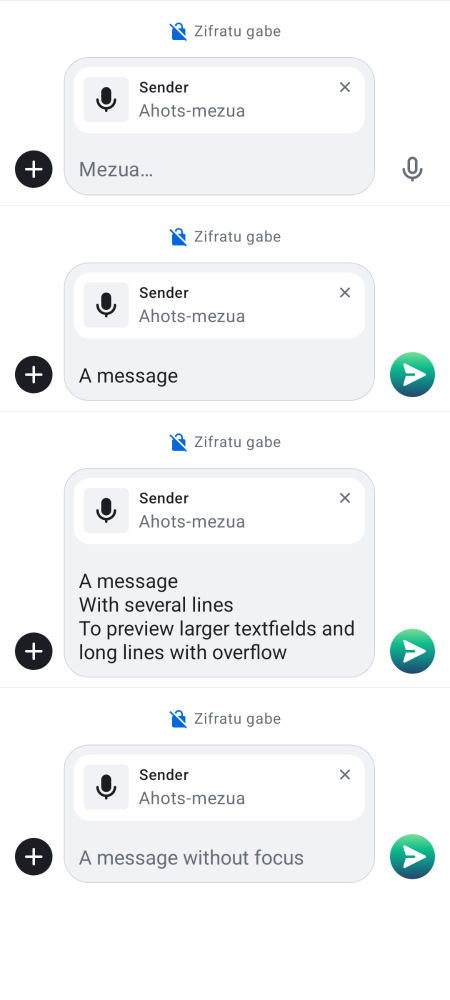 Zifratu gabe
Sender
Ahots-mezua
Mezua…
Zifratu gabe
Sender
Ahots-mezua
A message
Zifratu gabe
Sender
Ahots-mezua
A message
With several lines
To preview larger textfields and
long lines with overflow
Zifratu gabe
Sender
Ahots-mezua
A message without focus